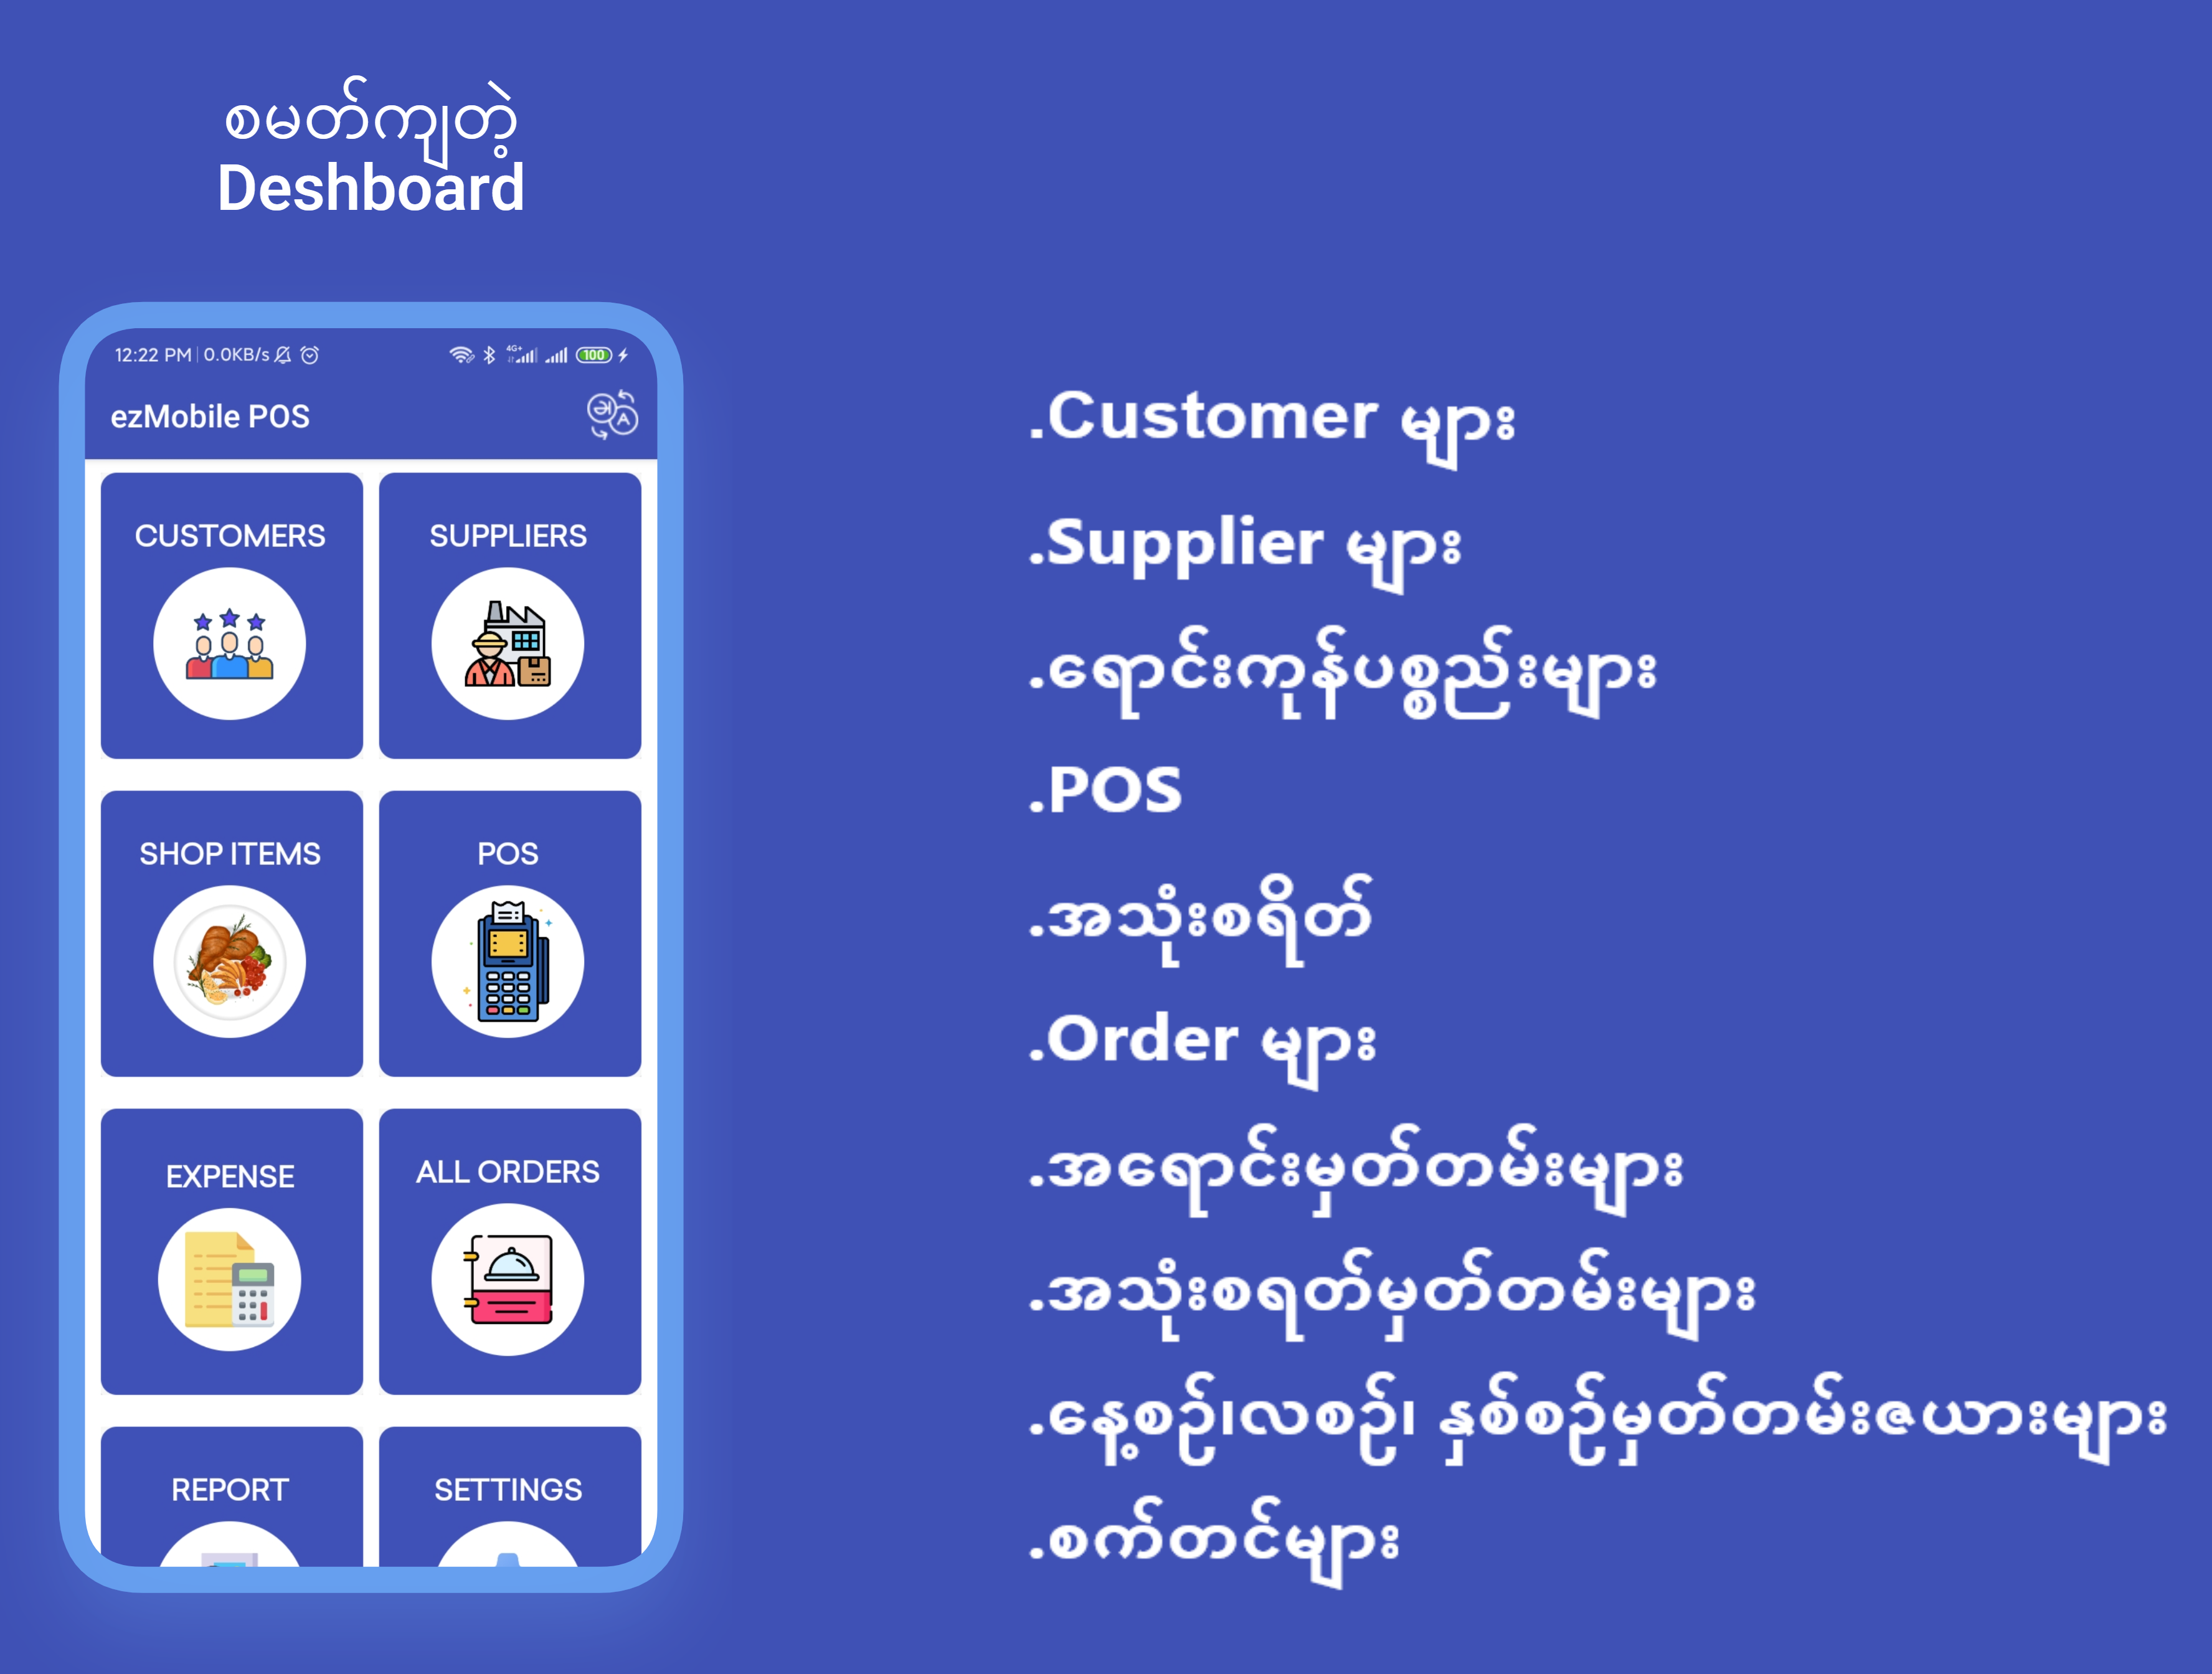 စမတ်ကျတဲ့
Deshboard
12:22 PM 0.0KB/s 4G+ 100
ezMobile POS
CUSTOMERS SUPPLIERS
SHOP ITEMS POS
EXPENSE ALL ORDERS
REPORT SETTINGS
.Customer များ
.Supplier များ
.ရောင်းကုန်ပစ္စည်းများ
.POS
.အသုံးစရိတ်
.Order များ
.အရောင်းမှတ်တမ်းများ
.အသုံးစရတ်မှတ်တမ်းများ
.နေ့စဉ်၊လစဉ်၊ နှစ်စဉ်မှတ်တမ်းဇယားများ
.စက်တင်များ